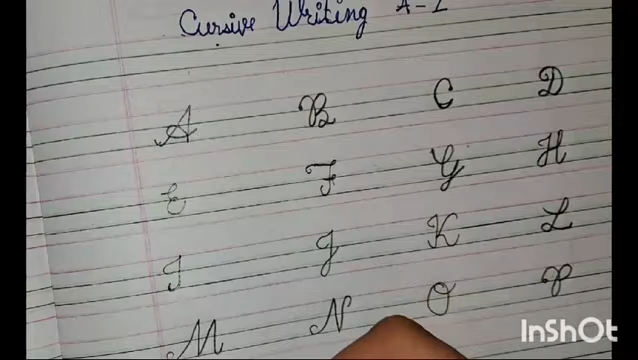 Cursive Writing A-Z
A B C D
E F G H
I J K L
M N O P
InShOt